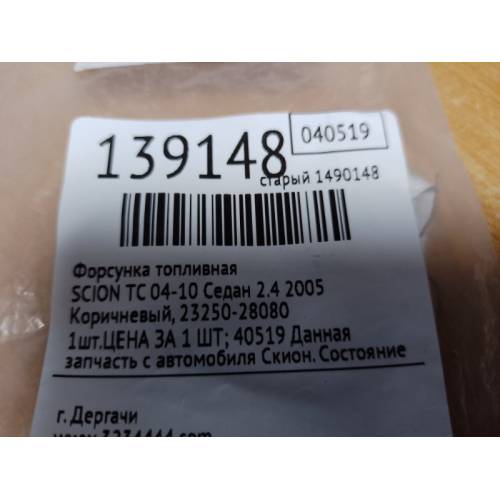 139148
040519
старый 1490148
Форсунка топливная
SCION TC 04-10 Седан 2.4 2005
Коричневый, 23250-28080
1шт.ЦЕНА ЗА 1 ШТ; 40519 Данная
запчасть с автомобиля Скион. Состояние
г. Дергачи